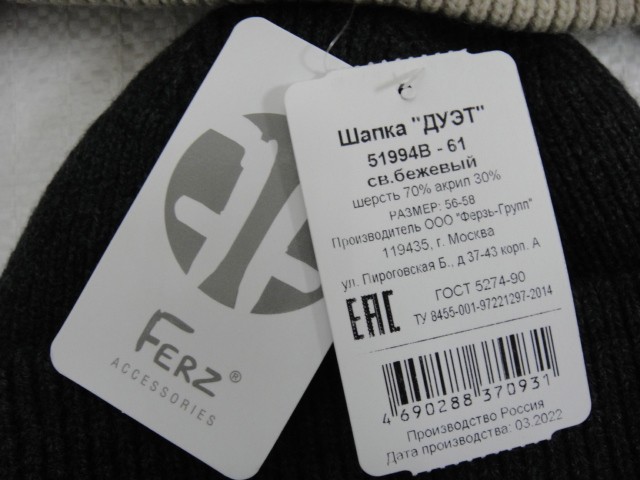 FERZ®
ACCESSORIES
Шапка "ДУЭТ"
51994В - 61
св.бежевый
шерсть 70% акрил 30%
РАЗМЕР: 56-58
Производитель ООО "Ферзь-Групп"
119435, г. Москва
ул. Пироговская Б., д 37-43 корп. А
ГОСТ 5274-90
EAC
ТУ 8455-001-97221297-2014
4 690288 370931
Производство Россия
Дата производства: 03.2022